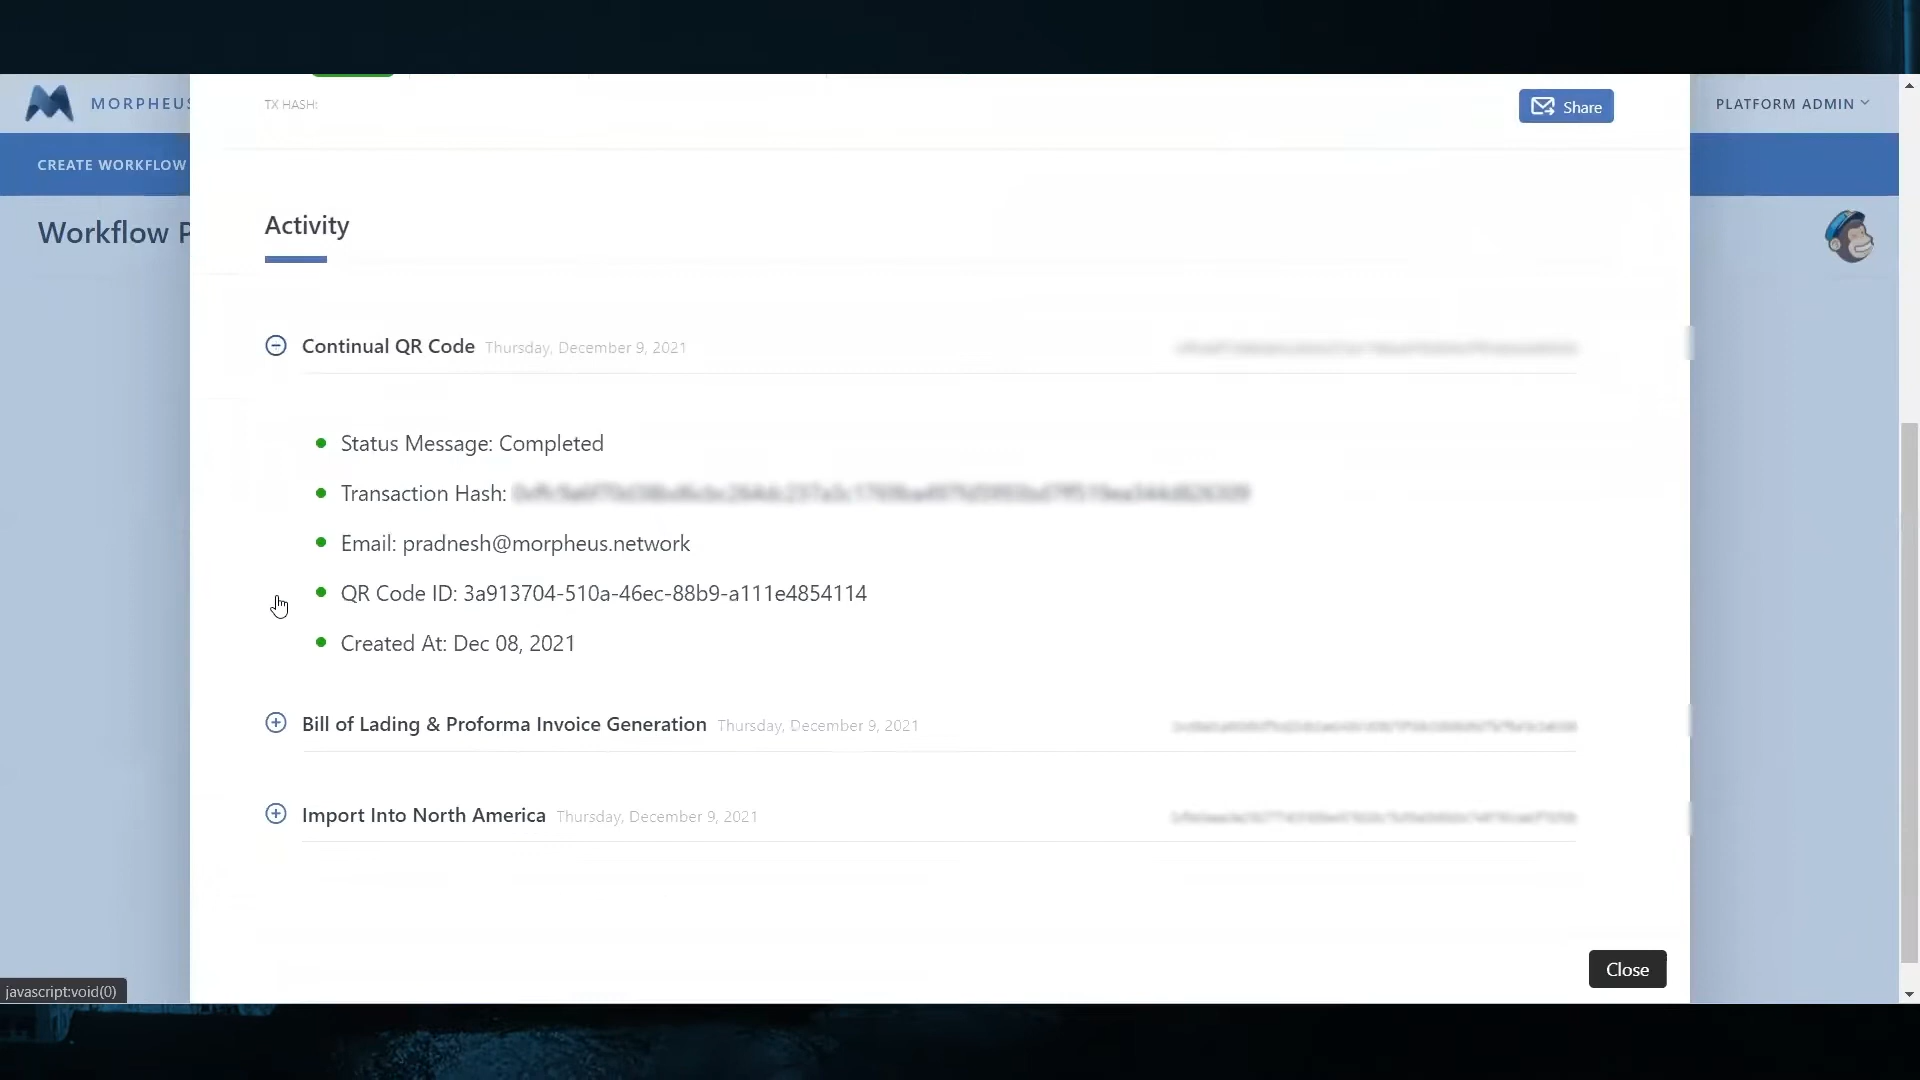 TX HASH:
Share
MORPHEUS
PLATFORM ADMIN
CREATE WORKFLOW
Workflow P
Activity
Continual QR Code Thursday, December 9, 2021
Status Message: Completed
Transaction Hash:
Email: pradnesh@morpheus.network
QR Code ID: 3a913704-510a-46ec-88b9-a111e4854114
Created At: Dec 08, 2021
Bill of Lading & Proforma Invoice Generation Thursday, December 9, 2021
Import Into North America Thursday, December 9, 2021
Close
javascript:void(0)